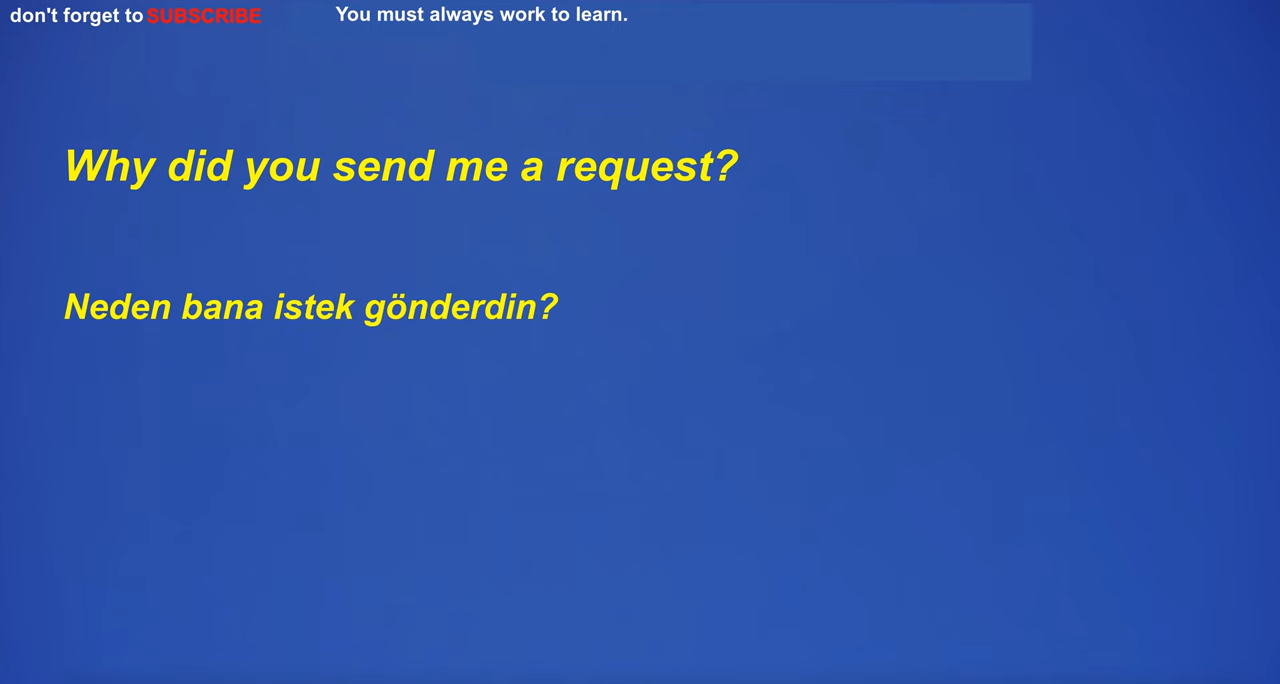 don't forget to SUBSCRIBE
You must always work to learn.
Why did you send me a request?
Neden bana istek gönderdin?